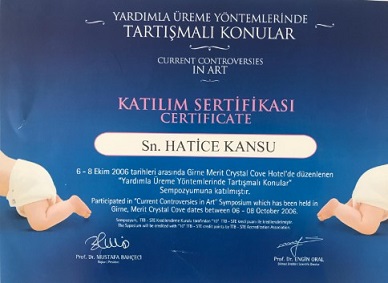 YARDIMLA ÜREME YÖNTEMLERİNDE
TARTIŞMALI KONULAR
CURRENT CONTROVERSIES
IN ART
KATILIM SERTİFİKASI
CERTIFICATE
Sn. HATİCE KANSU
6 - 8 Ekim 2006 tarihleri arasında Girne Merit Crystal Cove Hotel'de düzenlenen
"Yardımla Üreme Yöntemlerinde Tartışmalı Konular"
Sempozyumuna katılmıştır.
Participated in "Current Controversies in Art" Symposium which has been held in
Girne, Merit Crystal Cove dates between 06 - 08 October 2006.
Prof. Dr. MUSTAFA BAHÇECİ
Prof. Dr. ENGİN ORAL